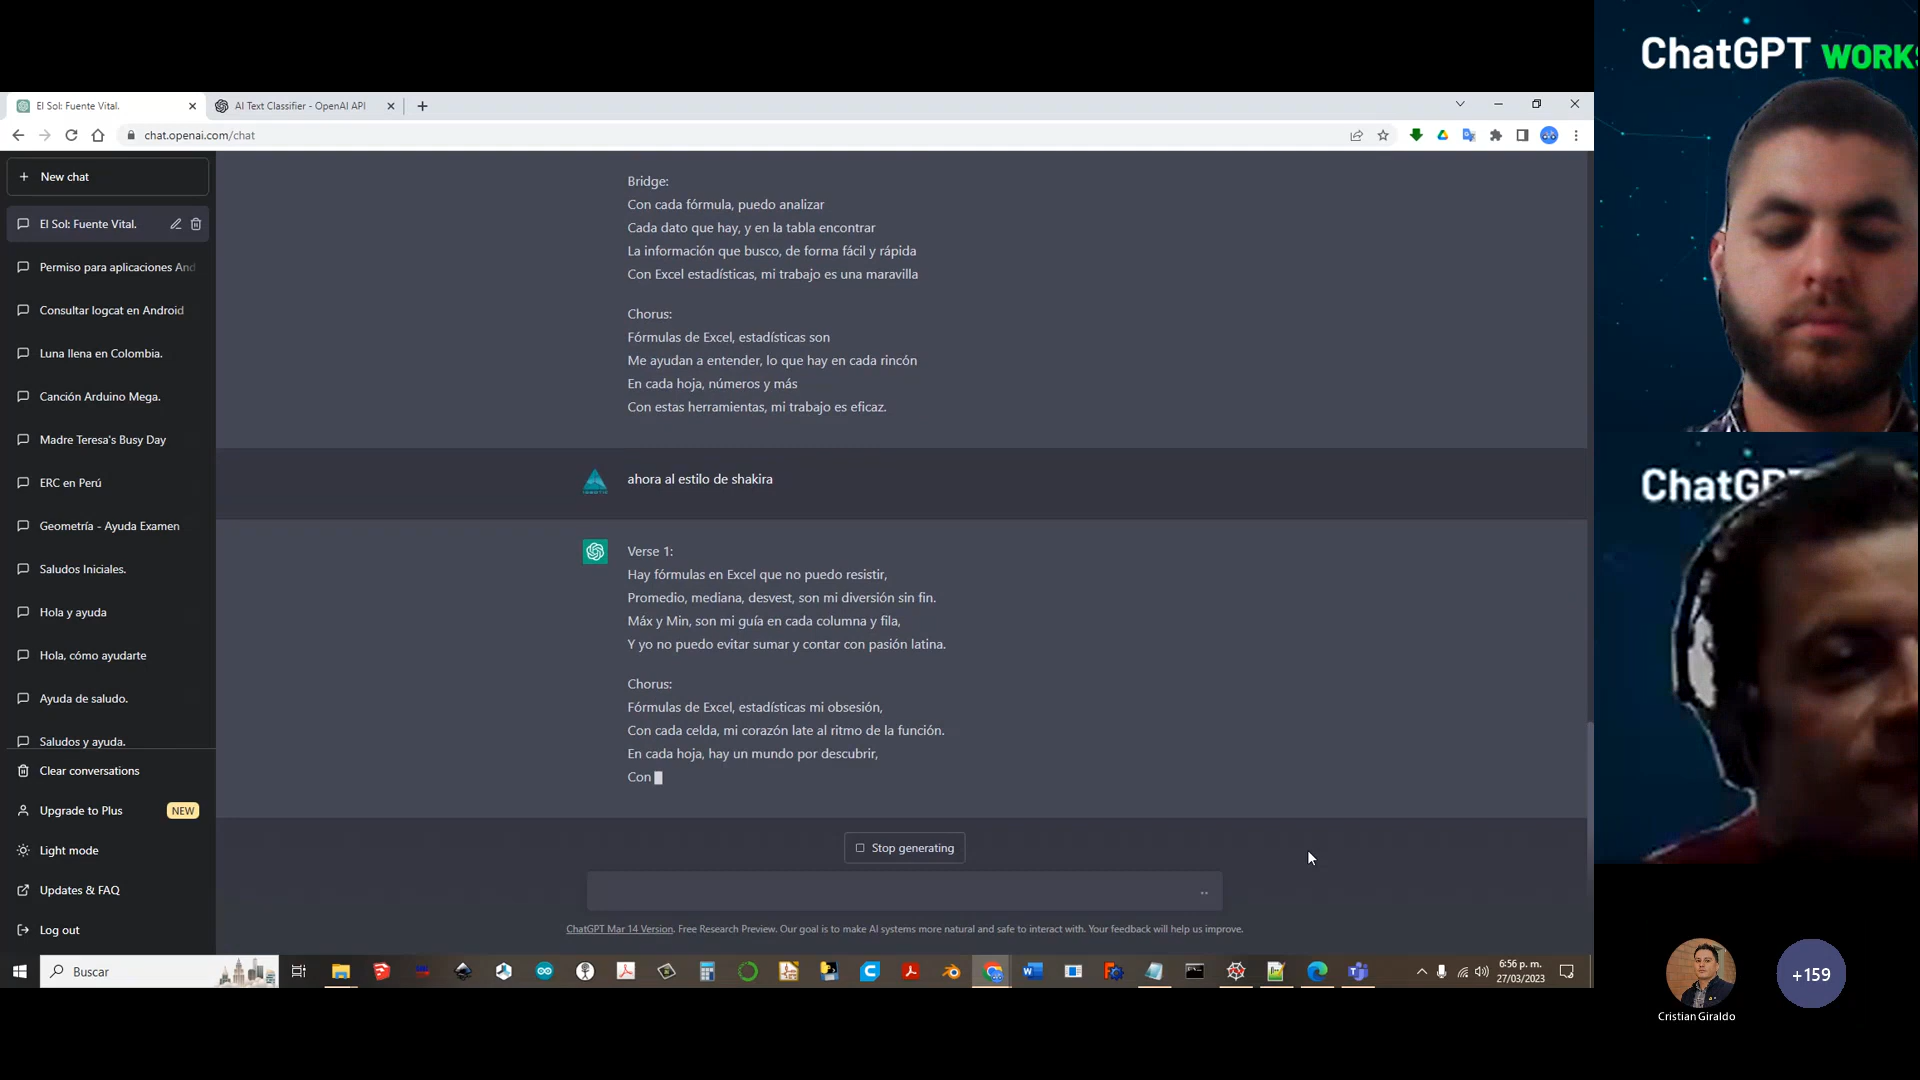 El Sol: Fuente Vital.
AI Text Classifier - OpenAI API
chat.openai.com/chat
New chat
El Sol: Fuente Vital.
Permiso para aplicaciones And
Consultar logcat en Android
Luna llena en Colombia.
Canción Arduino Mega.
Madre Teresa's Busy Day
ERC en Perú
Geometría - Ayuda Examen
Saludos Iniciales.
Hola y ayuda
Hola, cómo ayudarte
Ayuda de saludo.
Saludos y ayuda.
Clear conversations
Upgrade to Plus NEW
Light mode
Updates & FAQ
Log out
Bridge:
Con cada fórmula, puedo analizar
Cada dato que hay, y en la tabla encontrar
La información que busco, de forma fácil y rápida
Con Excel estadísticas, mi trabajo es una maravilla
Chorus:
Fórmulas de Excel, estadísticas son
Me ayudan a entender, lo que hay en cada rincón
En cada hoja, números y más
Con estas herramientas, mi trabajo es eficaz.
ahora al estilo de shakira
Verse 1:
Hay fórmulas en Excel que no puedo resistir,
Promedio, mediana, desvest, son mi diversión sin fin.
Máx y Min, son mi guía en cada columna y fila,
Y yo no puedo evitar sumar y contar con pasión latina.
Chorus:
Fórmulas de Excel, estadísticas mi obsesión,
Con cada celda, mi corazón late al ritmo de la función.
En cada hoja, hay un mundo por descubrir,
Con
Stop generating
ChatGPT Mar 14 Version. Free Research Preview. Our goal is to make AI systems more natural and safe to interact with. Your feedback will help us improve.
Buscar
6:56 p. m.
27/03/2023
ChatGPT WORKS
ChatGPT
Cristian Giraldo
+159